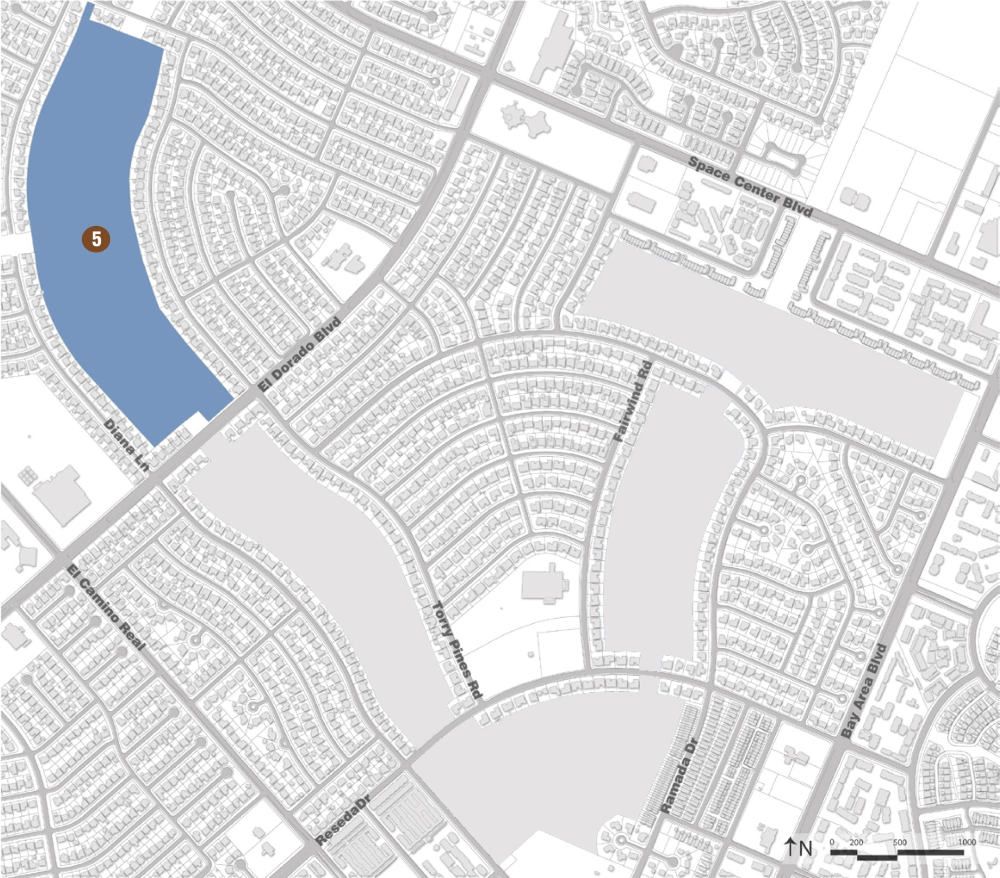 Space Center Blvd
5
El Dorado Blvd
Fairwind Rd
Diana Ln
El Camino Real
Torry Pines Rd
Bay Area Blvd
Ramada Dr
ResedaDr
N
0 200 500 1000